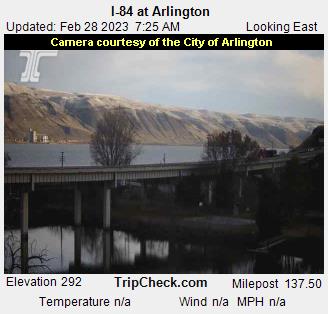 I-84 at Arlington
Updated: Feb 28 2023 7:25 AM Looking East
Camera courtesy of the City of Arlington
Elevation 292 TripCheck.com Milepost 137.50
Temperature n/a Wind n/a MPH n/a